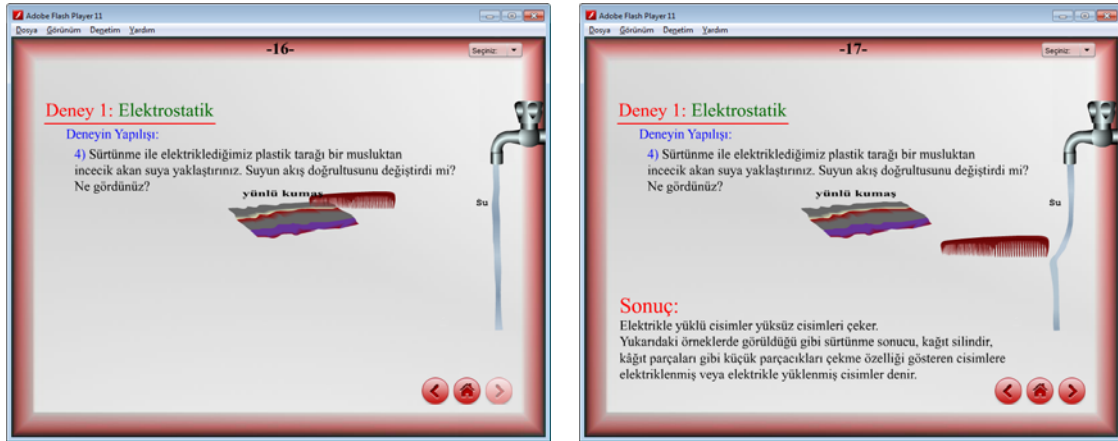 Adobe Flash Player 11
Dosya Görünüm Denetim Yardım
-16-
Seçiniz:
Deney 1: Elektrostatik
Deneyin Yapılışı:
4) Sürtünme ile elektriklediğimiz plastik tarağı bir musluktan
incecik akan suya yaklaştırınız. Suyun akış doğrultusunu değiştirdi mi?
Ne gördünüz?
yünlü kumaş
Su
Adobe Flash Player 11
Dosya Görünüm Denetim Yardım
-17-
Seçiniz:
Deney 1: Elektrostatik
Deneyin Yapılışı:
4) Sürtünme ile elektriklediğimiz plastik tarağı bir musluktan
incecik akan suya yaklaştırınız. Suyun akış doğrultusunu değiştirdi mi?
Ne gördünüz?
yünlü kumaş
Su
Sonuç:
Elektrikle yüklü cisimler yüksüz cisimleri çeker.
Yukarıdaki örneklerde görüldüğü gibi sürtünme sonucu, kağıt silindir,
kâğıt parçaları gibi küçük parçacıkları çekme özelliği gösteren cisimlere
elektriklenmiş veya elektrikle yüklenmiş cisimler denir.